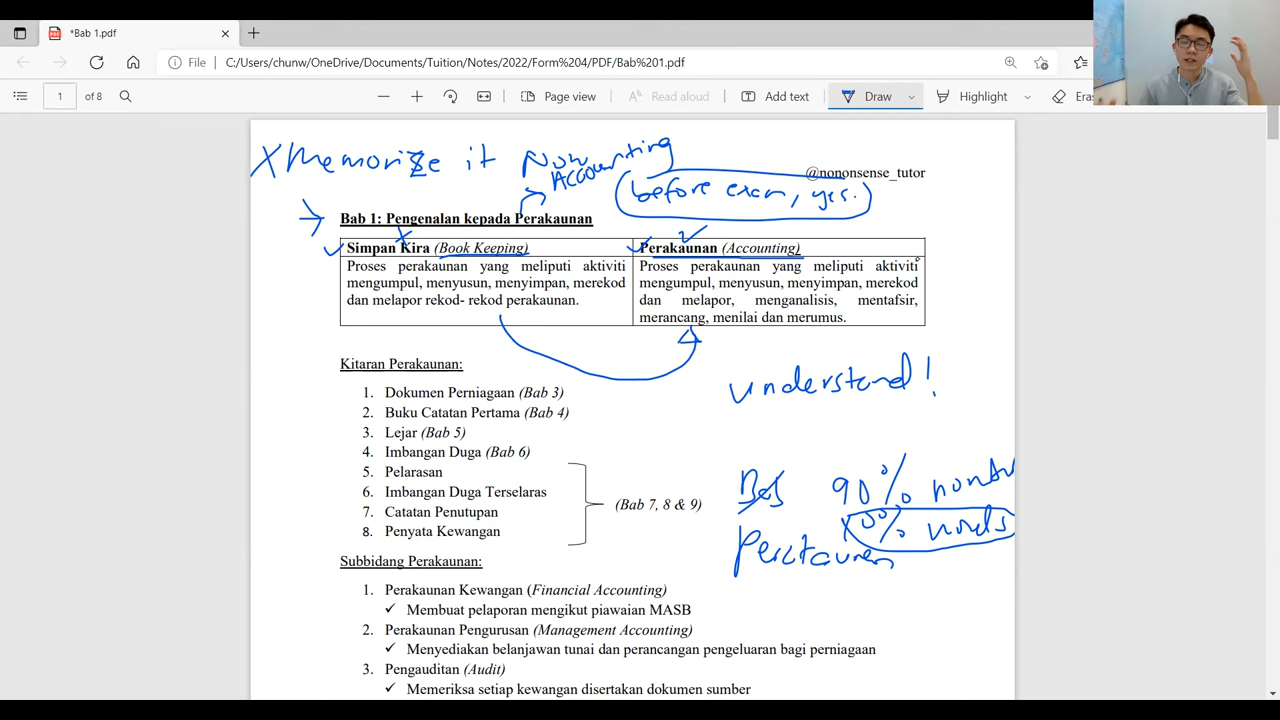 *Bab 1.pdf
File C:/Users/chunw/OneDrive/Documents/Tuition/Notes/2022/Form%204/PDF/Bab%201.pdf
1 of 8 Page view Read aloud Add text Draw Highlight Eras
X Memorize it Non Accounting
Accounting
@nononsense_tutor
before exam, yes.
Bab 1: Pengenalan kepada Perakaunan
Simpan Kira (Book Keeping) Perakaunan (Accounting)
Proses perakaunan yang meliputi aktiviti
mengumpul, menyusun, menyimpan, merekod
dan melapor rekod- rekod perakaunan.
Proses perakaunan yang meliputi aktiviti
mengumpul, menyusun, menyimpan, merekod
dan melapor, menganalisis, mentafsir,
merancang, menilai dan merumus.
Kitaran Perakaunan:
understand!
1. Dokumen Perniagaan (Bab 3)
2. Buku Catatan Pertama (Bab 4)
3. Lejar (Bab 5)
4. Imbangan Duga (Bab 6)
5. Pelarasan
6. Imbangan Duga Terselaras
7. Catatan Penutupan
8. Penyata Kewangan
(Bab 7, 8 & 9)
90%
10% words
Perakaunan
Subbidang Perakaunan:
1. Perakaunan Kewangan (Financial Accounting)
✓ Membuat pelaporan mengikut piawaian MASB
2. Perakaunan Pengurusan (Management Accounting)
✓ Menyediakan belanjawan tunai dan perancangan pengeluaran bagi perniagaan
3. Pengauditan (Audit)
✓ Memeriksa setiap kewangan disertakan dokumen sumber